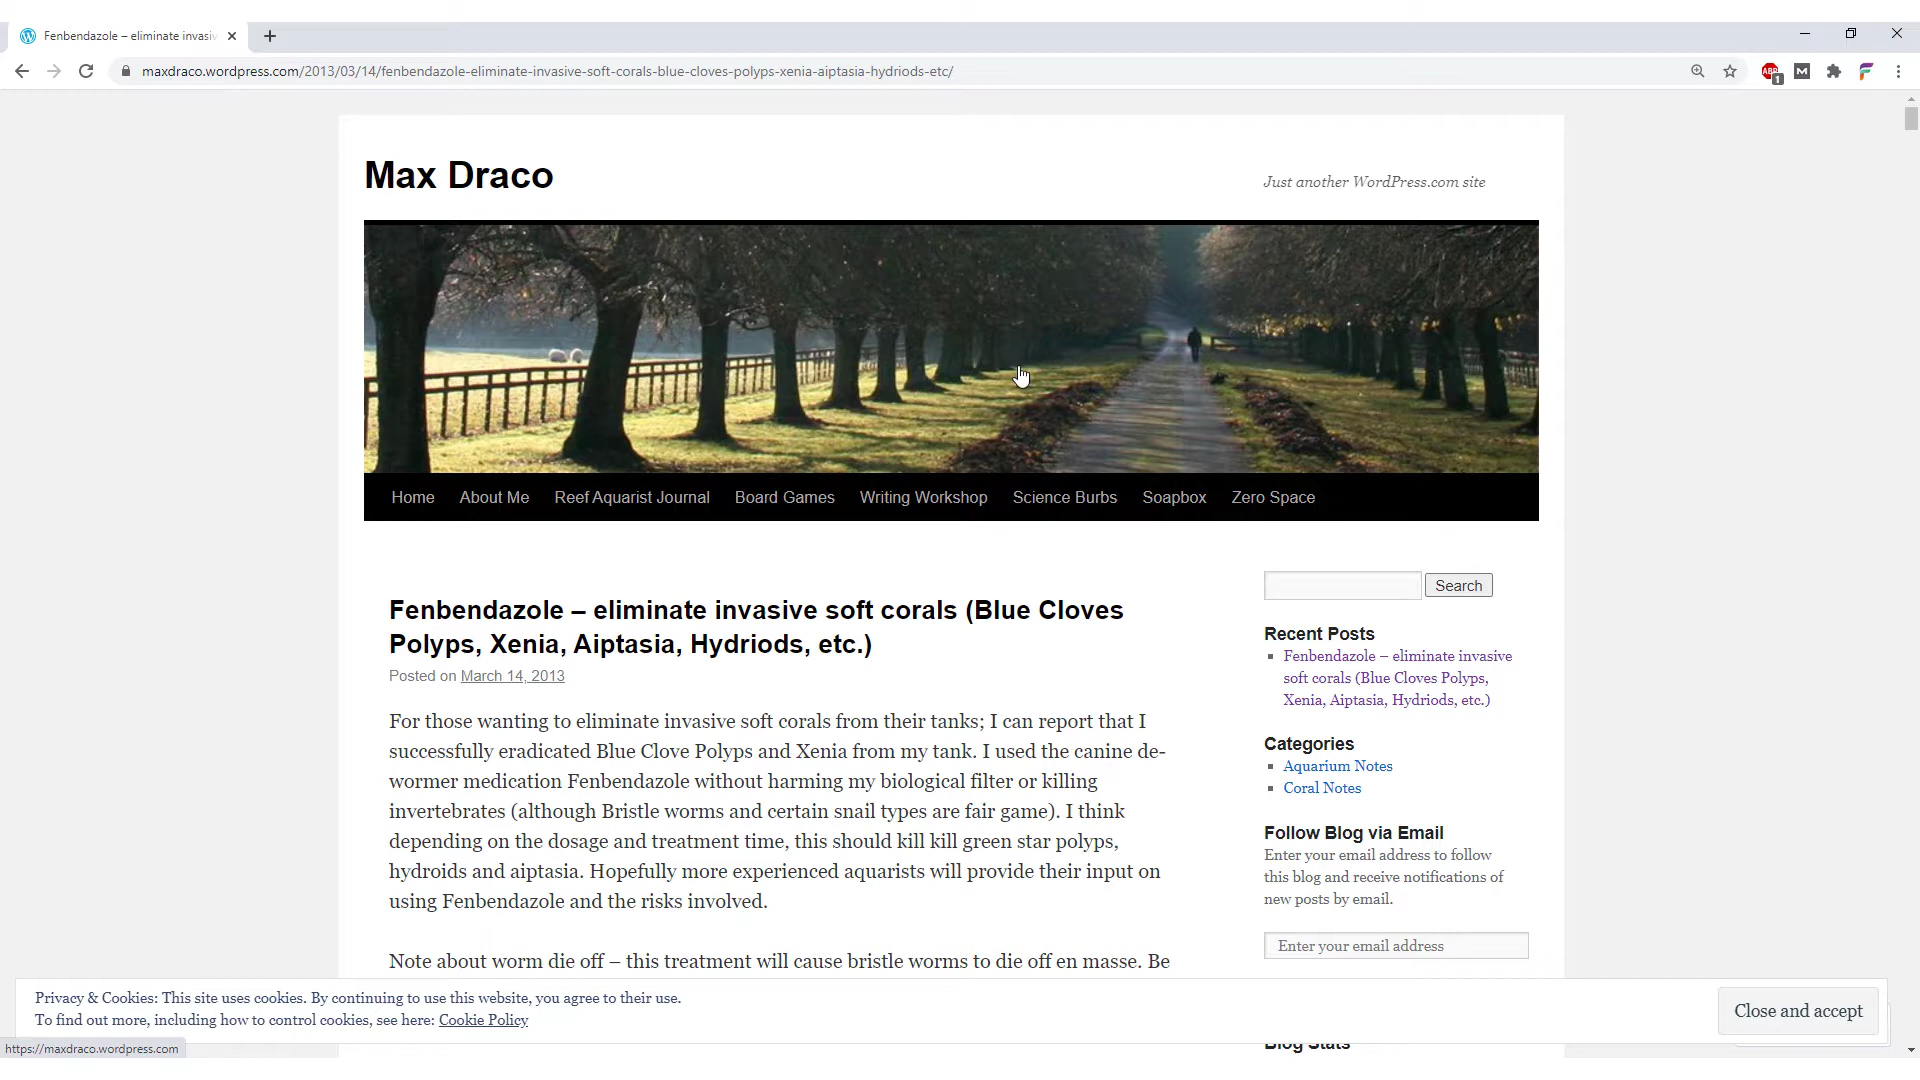 Fenbendazole – eliminate invasiv
maxdraco.wordpress.com/2013/03/14/fenbendazole-eliminate-invasive-soft-corals-blue-cloves-polyps-xenia-aiptasia-hydriods-etc/
ABP
1
M
Max Draco
Just another WordPress.com site
Home About Me Reef Aquarist Journal Board Games Writing Workshop Science Burbs Soapbox Zero Space
Fenbendazole – eliminate invasive soft corals (Blue Cloves
Polyps, Xenia, Aiptasia, Hydriods, etc.)
Posted on March 14, 2013
For those wanting to eliminate invasive soft corals from their tanks; I can report that I
successfully eradicated Blue Clove Polyps and Xenia from my tank. I used the canine de-
wormer medication Fenbendazole without harming my biological filter or killing
invertebrates (although Bristle worms and certain snail types are fair game). I think
depending on the dosage and treatment time, this should kill kill green star polyps,
hydroids and aiptasia. Hopefully more experienced aquarists will provide their input on
using Fenbendazole and the risks involved.
Note about worm die off – this treatment will cause bristle worms to die off en masse. Be
Search
Recent Posts
Fenbendazole – eliminate invasive
soft corals (Blue Cloves Polyps,
Xenia, Aiptasia, Hydriods, etc.)
Categories
Aquarium Notes
Coral Notes
Follow Blog via Email
Enter your email address to follow
this blog and receive notifications of
new posts by email.
Enter your email address
Privacy & Cookies: This site uses cookies. By continuing to use this website, you agree to their use.
To find out more, including how to control cookies, see here: Cookie Policy
Close and accept
Blog Stats
https://maxdraco.wordpress.com